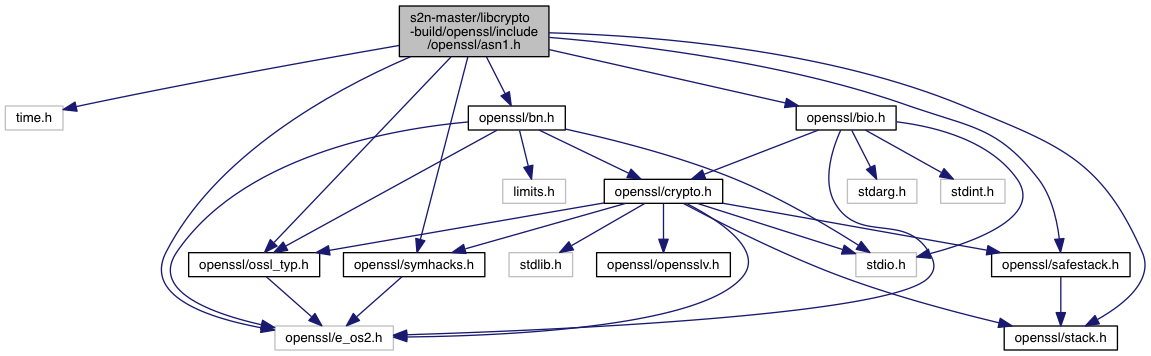 s2n-master/libcrypto
-build/openssl/include
/openssl/asn1.h
time.h
openssl/bn.h
openssl/bio.h
limits.h
openssl/crypto.h
stdarg.h
stdint.h
openssl/ossl_typ.h
openssl/symhacks.h
stdlib.h
openssl/opensslv.h
stdio.h
openssl/safestack.h
openssl/e_os2.h
openssl/stack.h